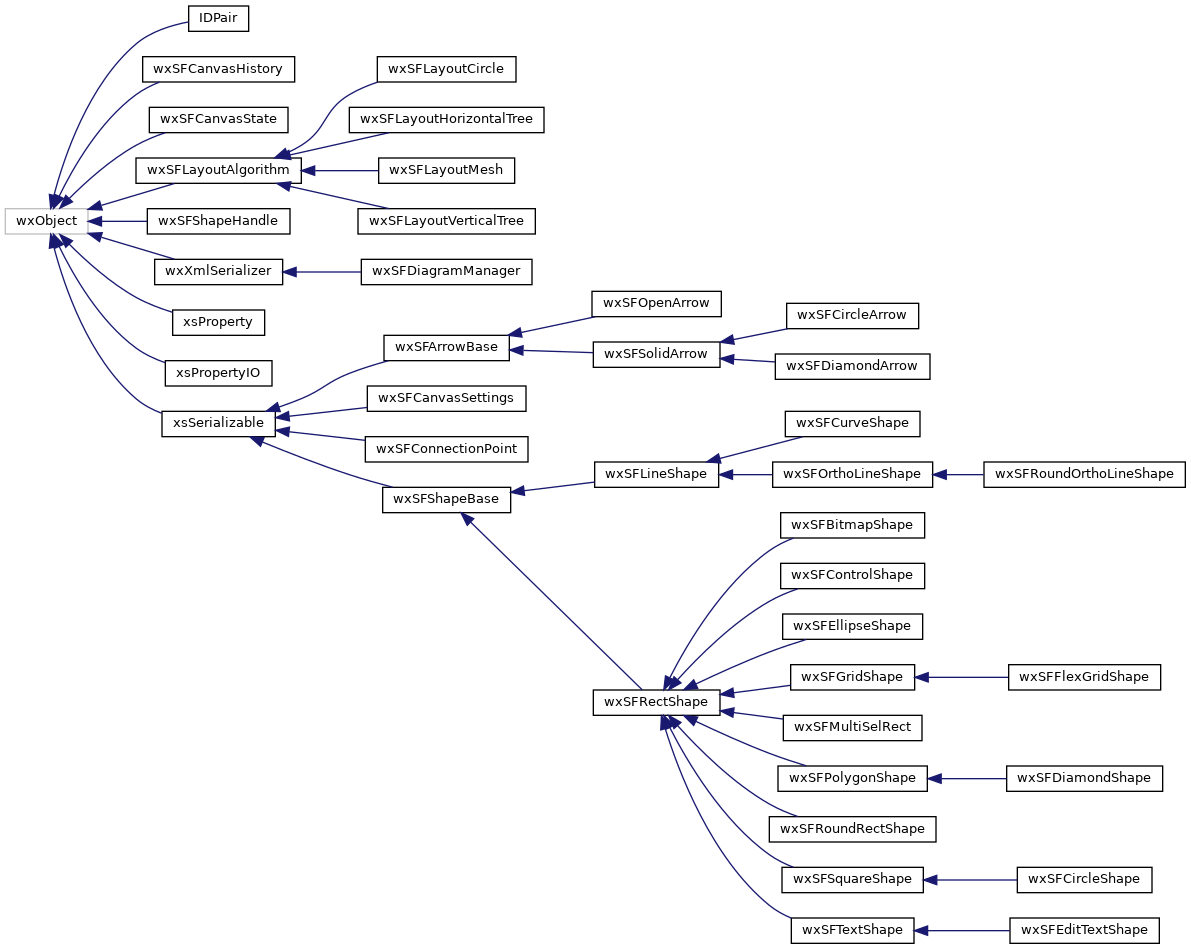 IDPair
wxSFCanvasHistory
wxSFLayoutCircle
wxSFCanvasState
wxSFLayoutHorizontalTree
wxSFLayoutAlgorithm
wxSFLayoutMesh
wxObject
wxSFShapeHandle
wxSFLayoutVerticalTree
wxXmlSerializer
wxSFDiagramManager
wxSFOpenArrow
xsProperty
wxSFCircleArrow
wxSFArrowBase
wxSFSolidArrow
wxSFDiamondArrow
xsPropertyIO
wxSFCanvasSettings
xsSerializable
wxSFCurveShape
wxSFConnectionPoint
wxSFLineShape
wxSFOrthoLineShape
wxSFRoundOrthoLineShape
wxSFShapeBase
wxSFBitmapShape
wxSFControlShape
wxSFEllipseShape
wxSFGridShape
wxSFFlexGridShape
wxSFRectShape
wxSFMultiSelRect
wxSFPolygonShape
wxSFDiamondShape
wxSFRoundRectShape
wxSFSquareShape
wxSFCircleShape
wxSFTextShape
wxSFEditTextShape